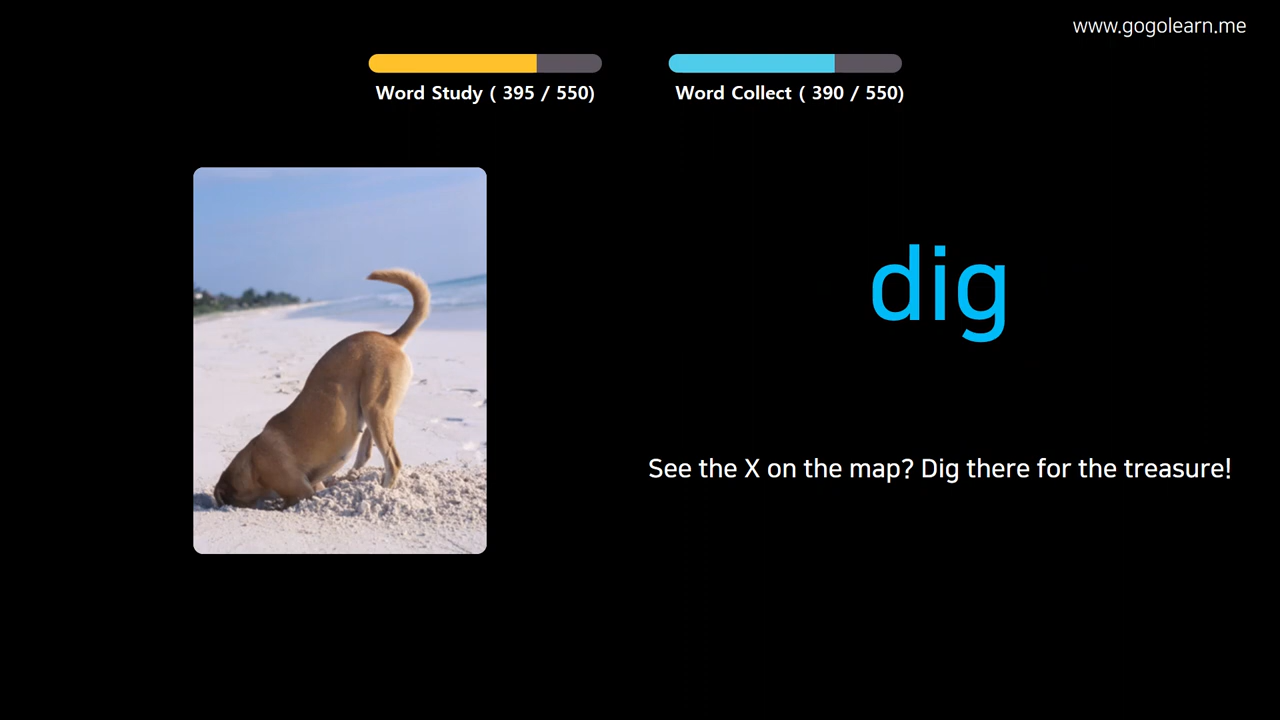 www.gogolearn.me
Word Study ( 395 / 550)
Word Collect ( 390 / 550)
dig
See the X on the map? Dig there for the treasure!